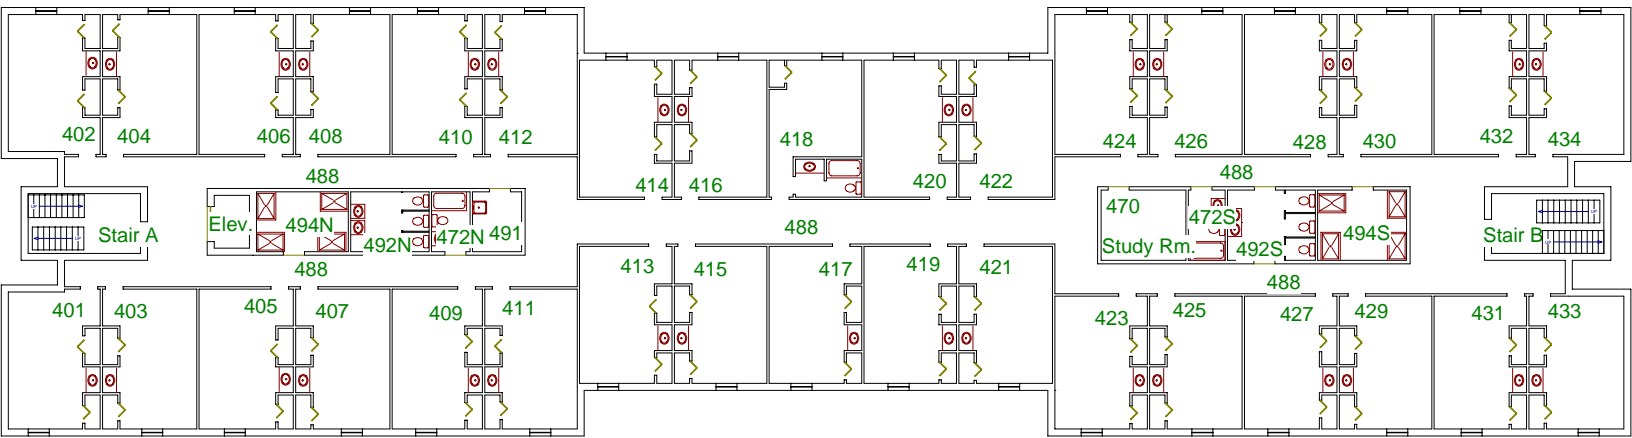 402 404 406 408 410 412
414 416 418 420 422
424 426 428 430 432 434
488
488
488
Stair A
Elev.
494N
492N
472N
491
470
Study Rm.
472S
492S
494S
Stair B
488
488
401 403 405 407 409 411
413 415 417 419 421
423 425 427 429 431 433